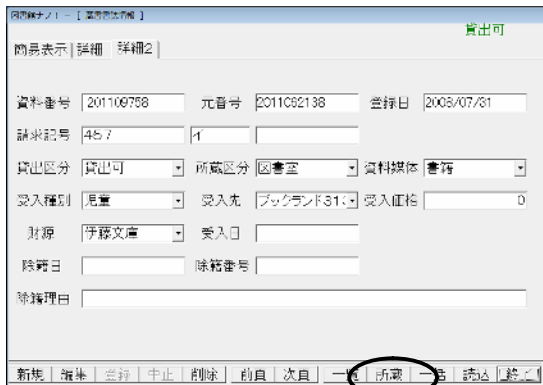 図書館ナノ - [ 蔵書書誌情報 ]
貸出可
簡易表示 詳細 詳細2
資料番号 201109758 元番号 2011062138 登録日 2008/07/31
請求記号 457 イ
貸出区分 貸出可 所蔵区分 図書室 資料媒体 書籍
受入種別 児童 受入先 ブックランド31 受入価格 0
財源 伊藤文庫 受入日
除籍日 除籍番号
除籍理由
新規 編集 登録 中止 削除 前頁 次頁 一覧 所蔵 一括 読込 終了